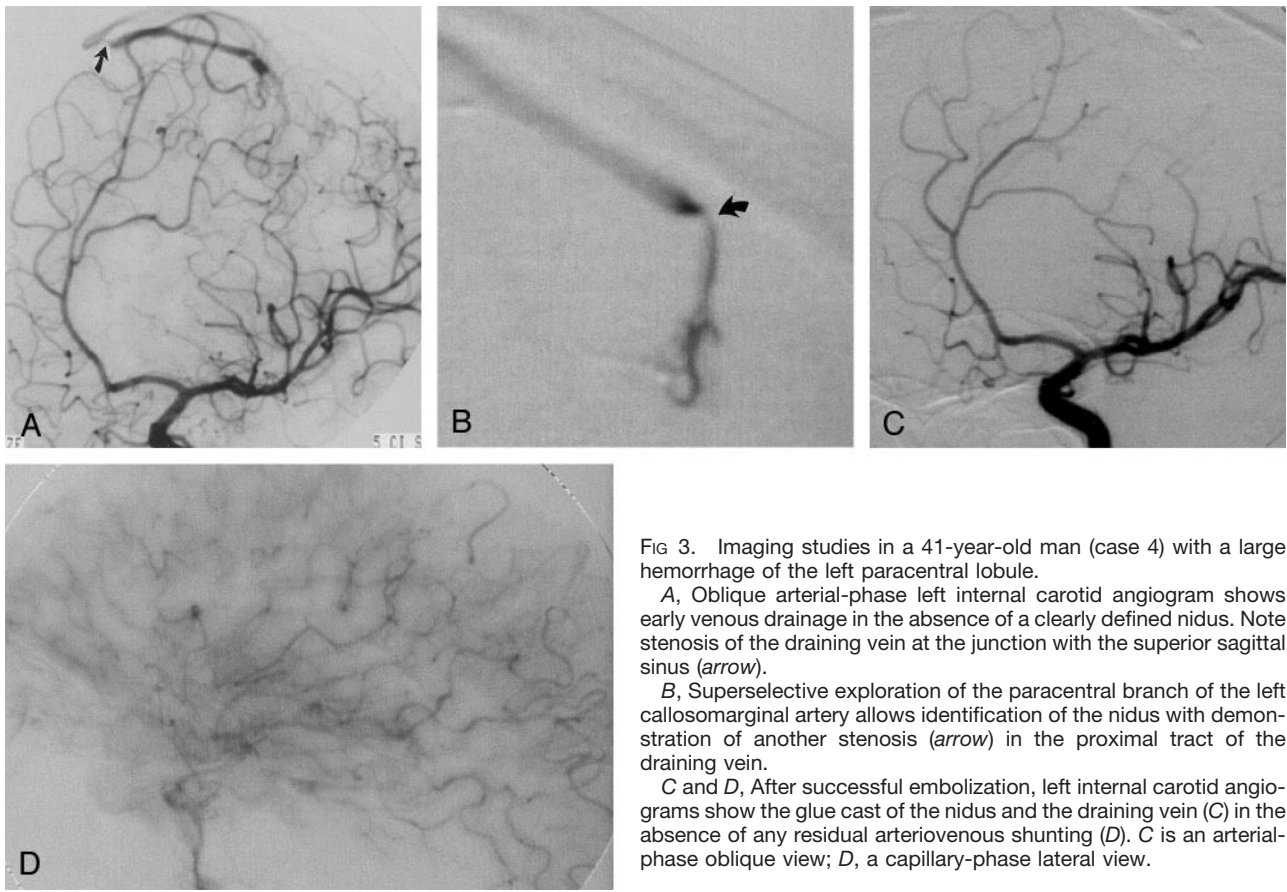 A
B
C
D
5 CI S
FIG 3. Imaging studies in a 41-year-old man (case 4) with a large
hemorrhage of the left paracentral lobule.
A, Oblique arterial-phase left internal carotid angiogram shows
early venous drainage in the absence of a clearly defined nidus. Note
stenosis of the draining vein at the junction with the superior sagittal
sinus (arrow).
B, Superselective exploration of the paracentral branch of the left
callosomarginal artery allows identification of the nidus with demon-
stration of another stenosis (arrow) in the proximal tract of the
draining vein.
C and D, After successful embolization, left internal carotid angio-
grams show the glue cast of the nidus and the draining vein (C) in the
absence of any residual arteriovenous shunting (D). C is an arterial-
phase oblique view; D, a capillary-phase lateral view.